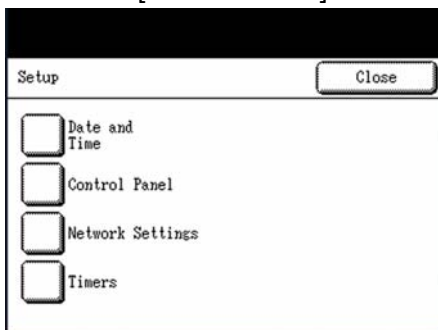 Setup
Close
Date and
Time
Control Panel
Network Settings
Timers